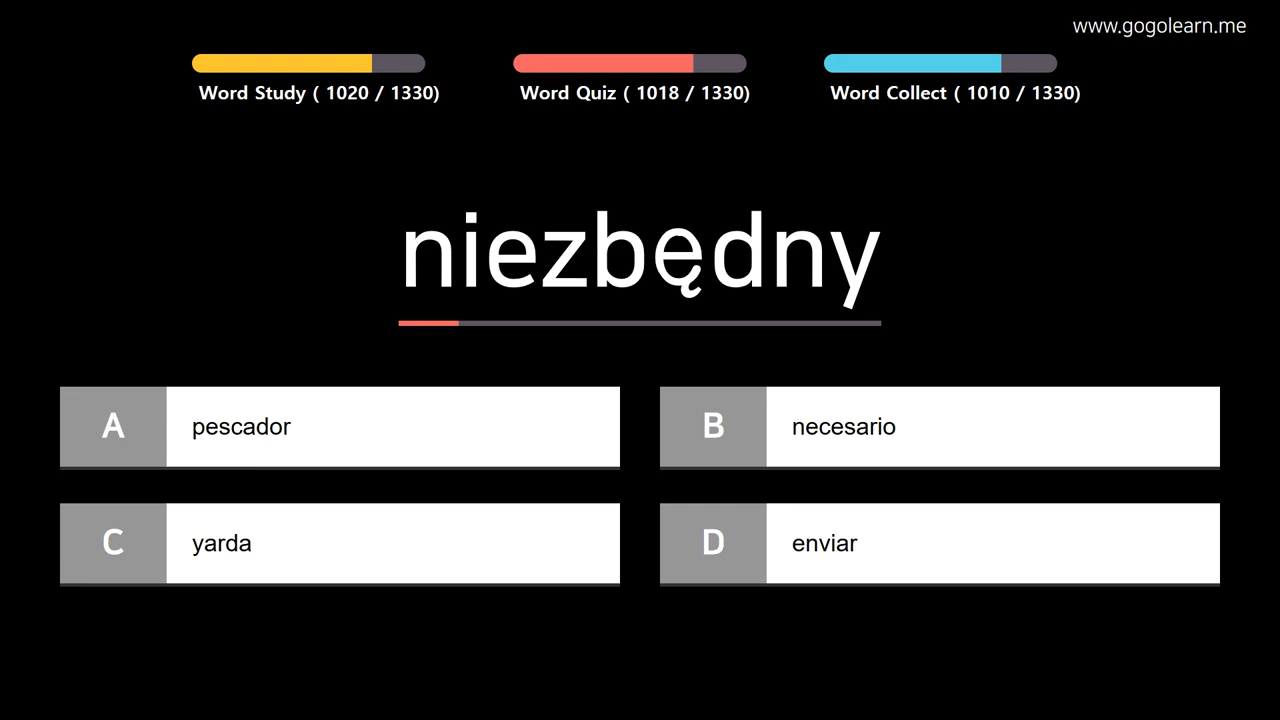 www.gogolearn.me
Word Study ( 1020 / 1330)
Word Quiz ( 1018 / 1330)
Word Collect ( 1010 / 1330)
niezbędny
A pescador
B necesario
C yarda
D enviar